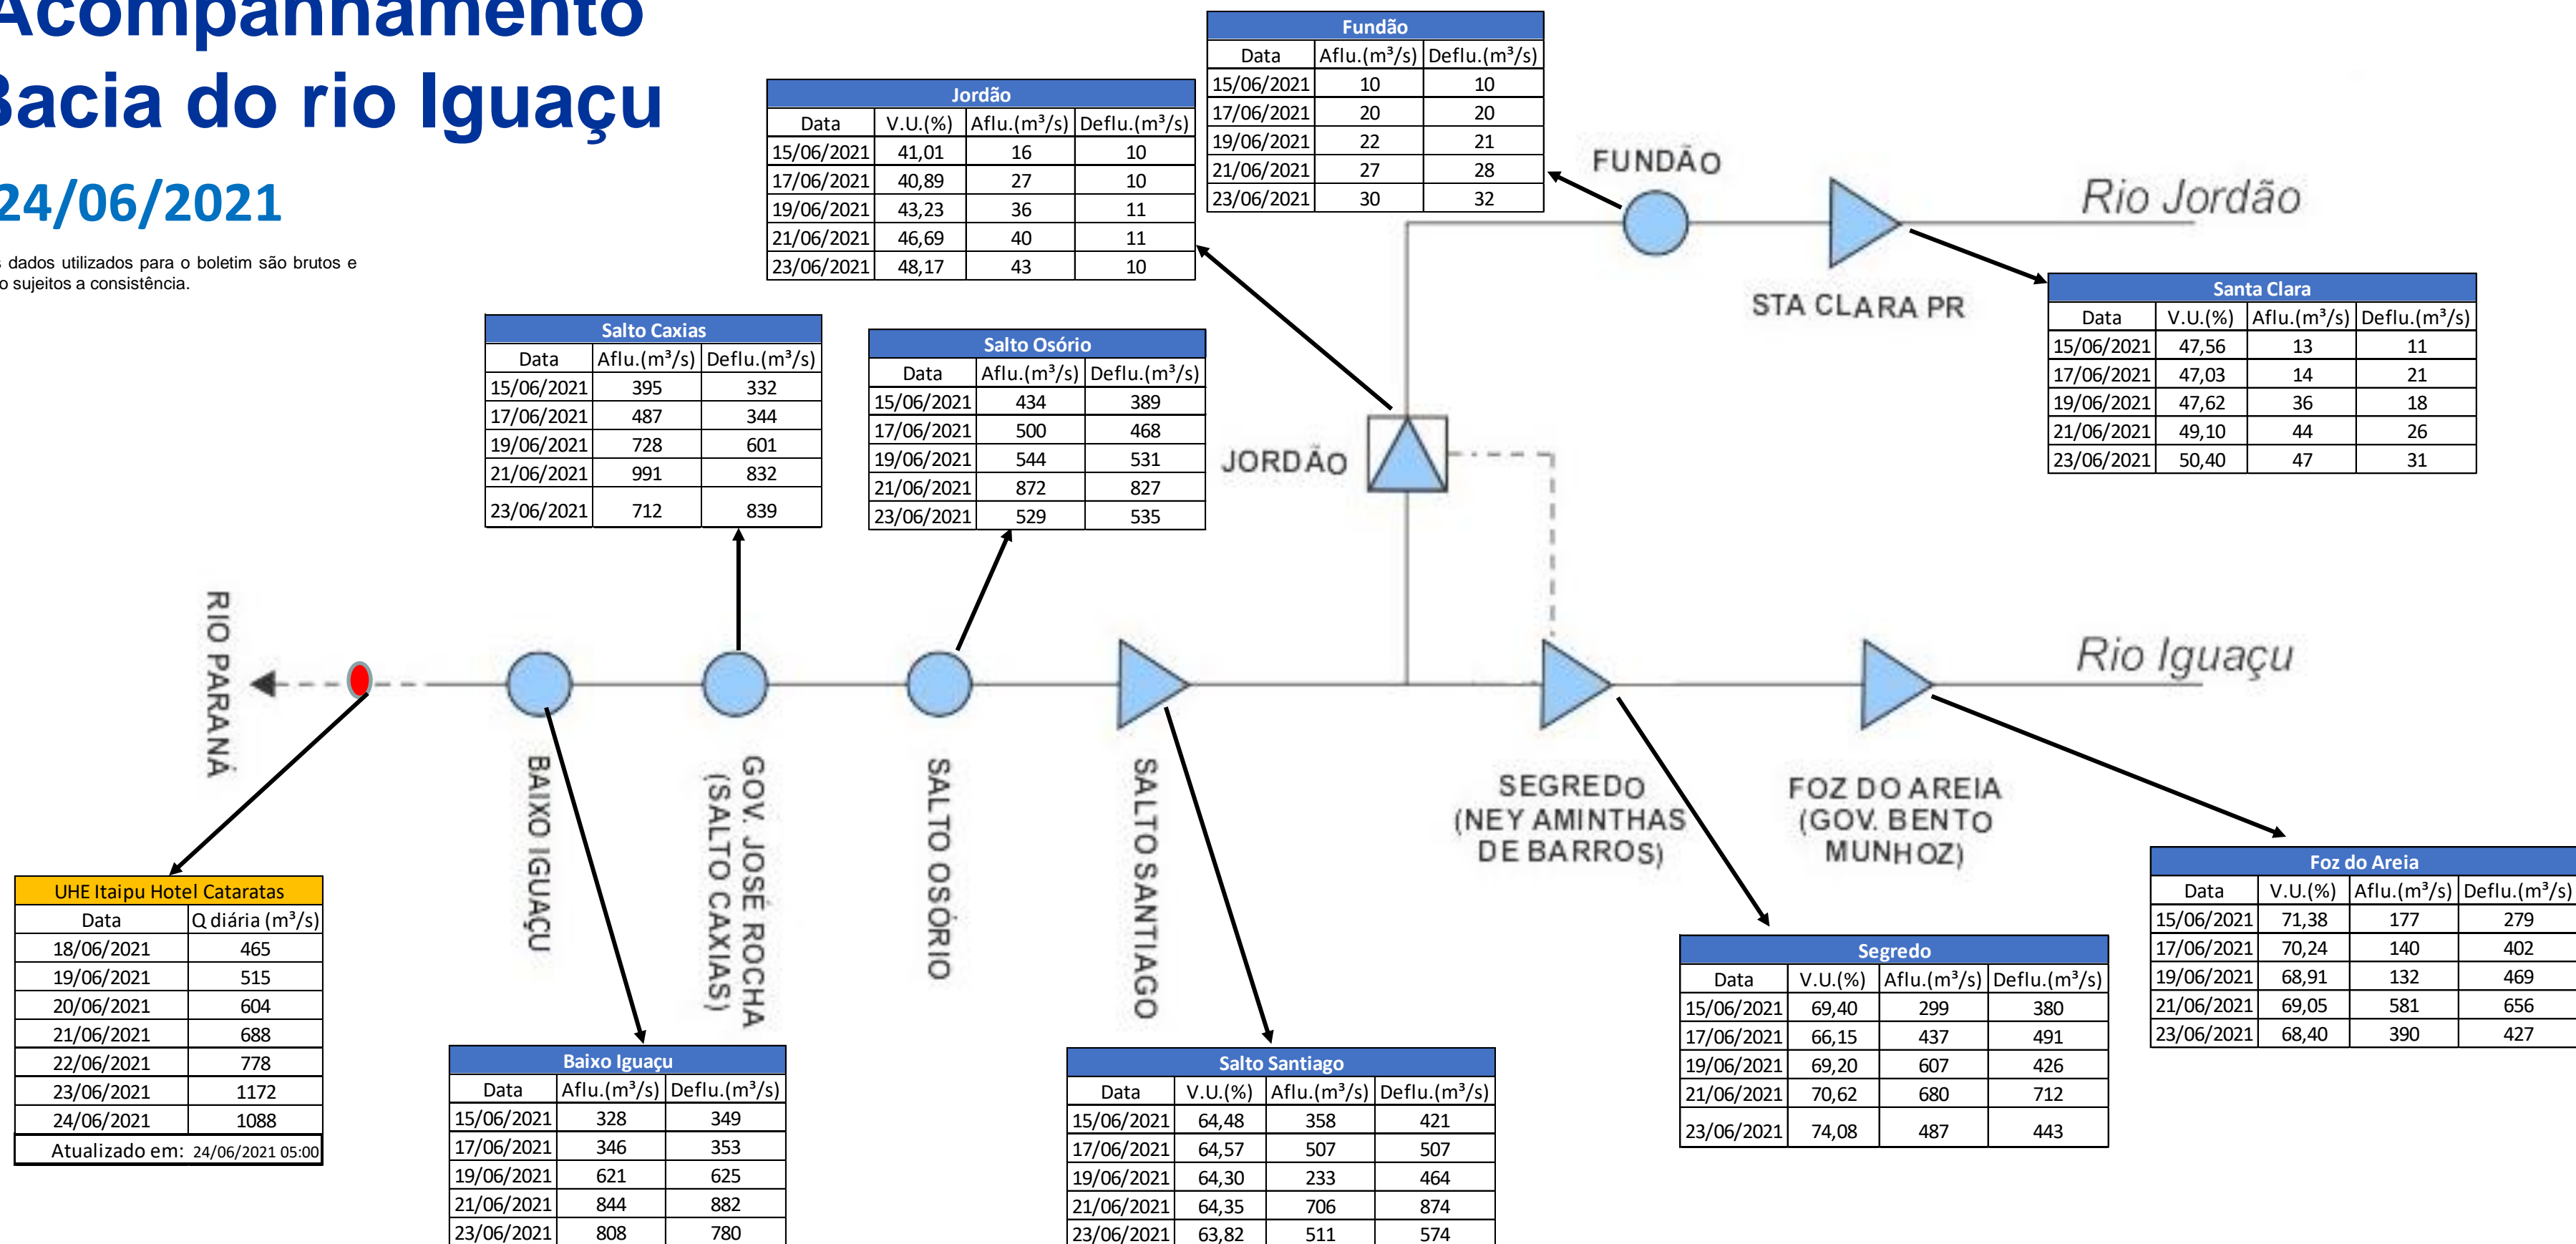 Acompanhamento
Bacia do rio Iguaçu
24/06/2021
s dados utilizados para o boletim são brutos e
o sujeitos a consistência.
Jordão
Data V.U.(%) Aflu.(m³/s) Deflu.(m³/s)
15/06/2021 41,01 16 10
17/06/2021 40,89 27 10
19/06/2021 43,23 36 11
21/06/2021 46,69 40 11
23/06/2021 48,17 43 10
Fundão
Data Aflu.(m³/s) Deflu.(m³/s)
15/06/2021 10 10
17/06/2021 20 20
19/06/2021 22 21
21/06/2021 27 28
23/06/2021 30 32
FUNDÃO
Rio Jordão
STA CLARA PR
Santa Clara
Data V.U.(%) Aflu.(m³/s) Deflu.(m³/s)
15/06/2021 47,56 13 11
17/06/2021 47,03 14 21
19/06/2021 47,62 36 18
21/06/2021 49,10 44 26
23/06/2021 50,40 47 31
Salto Caxias
Data Aflu.(m³/s) Deflu.(m³/s)
15/06/2021 395 332
17/06/2021 487 344
19/06/2021 728 601
21/06/2021 991 832
23/06/2021 712 839
Salto Osório
Data Aflu.(m³/s) Deflu.(m³/s)
15/06/2021 434 389
17/06/2021 500 468
19/06/2021 544 531
21/06/2021 872 827
23/06/2021 529 535
JORDÃO
RIO PARANÁ
Rio Iguaçu
BAIXO IGUAÇU
GOV. JOSÉ ROCHA
(SALTO CAXIAS)
SALTO OSÓRIO
SALTO SANTIAGO
SEGREDO
(NEY AMINTHAS
DE BARROS)
FOZ DO AREIA
(GOV. BENTO
MUNHOZ)
UHE Itaipu Hotel Cataratas
Data Q diária (m³/s)
18/06/2021 465
19/06/2021 515
20/06/2021 604
21/06/2021 688
22/06/2021 778
23/06/2021 1172
24/06/2021 1088
Atualizado em: 24/06/2021 05:00
Baixo Iguaçu
Data Aflu.(m³/s) Deflu.(m³/s)
15/06/2021 328 349
17/06/2021 346 353
19/06/2021 621 625
21/06/2021 844 882
23/06/2021 808 780
Salto Santiago
Data V.U.(%) Aflu.(m³/s) Deflu.(m³/s)
15/06/2021 64,48 358 421
17/06/2021 64,57 507 507
19/06/2021 64,30 233 464
21/06/2021 64,35 706 874
23/06/2021 63,82 511 574
Segredo
Data V.U.(%) Aflu.(m³/s) Deflu.(m³/s)
15/06/2021 69,40 299 380
17/06/2021 66,15 437 491
19/06/2021 69,20 607 426
21/06/2021 70,62 680 712
23/06/2021 74,08 487 443
Foz do Areia
Data V.U.(%) Aflu.(m³/s) Deflu.(m³/s)
15/06/2021 71,38 177 279
17/06/2021 70,24 140 402
19/06/2021 68,91 132 469
21/06/2021 69,05 581 656
23/06/2021 68,40 390 427